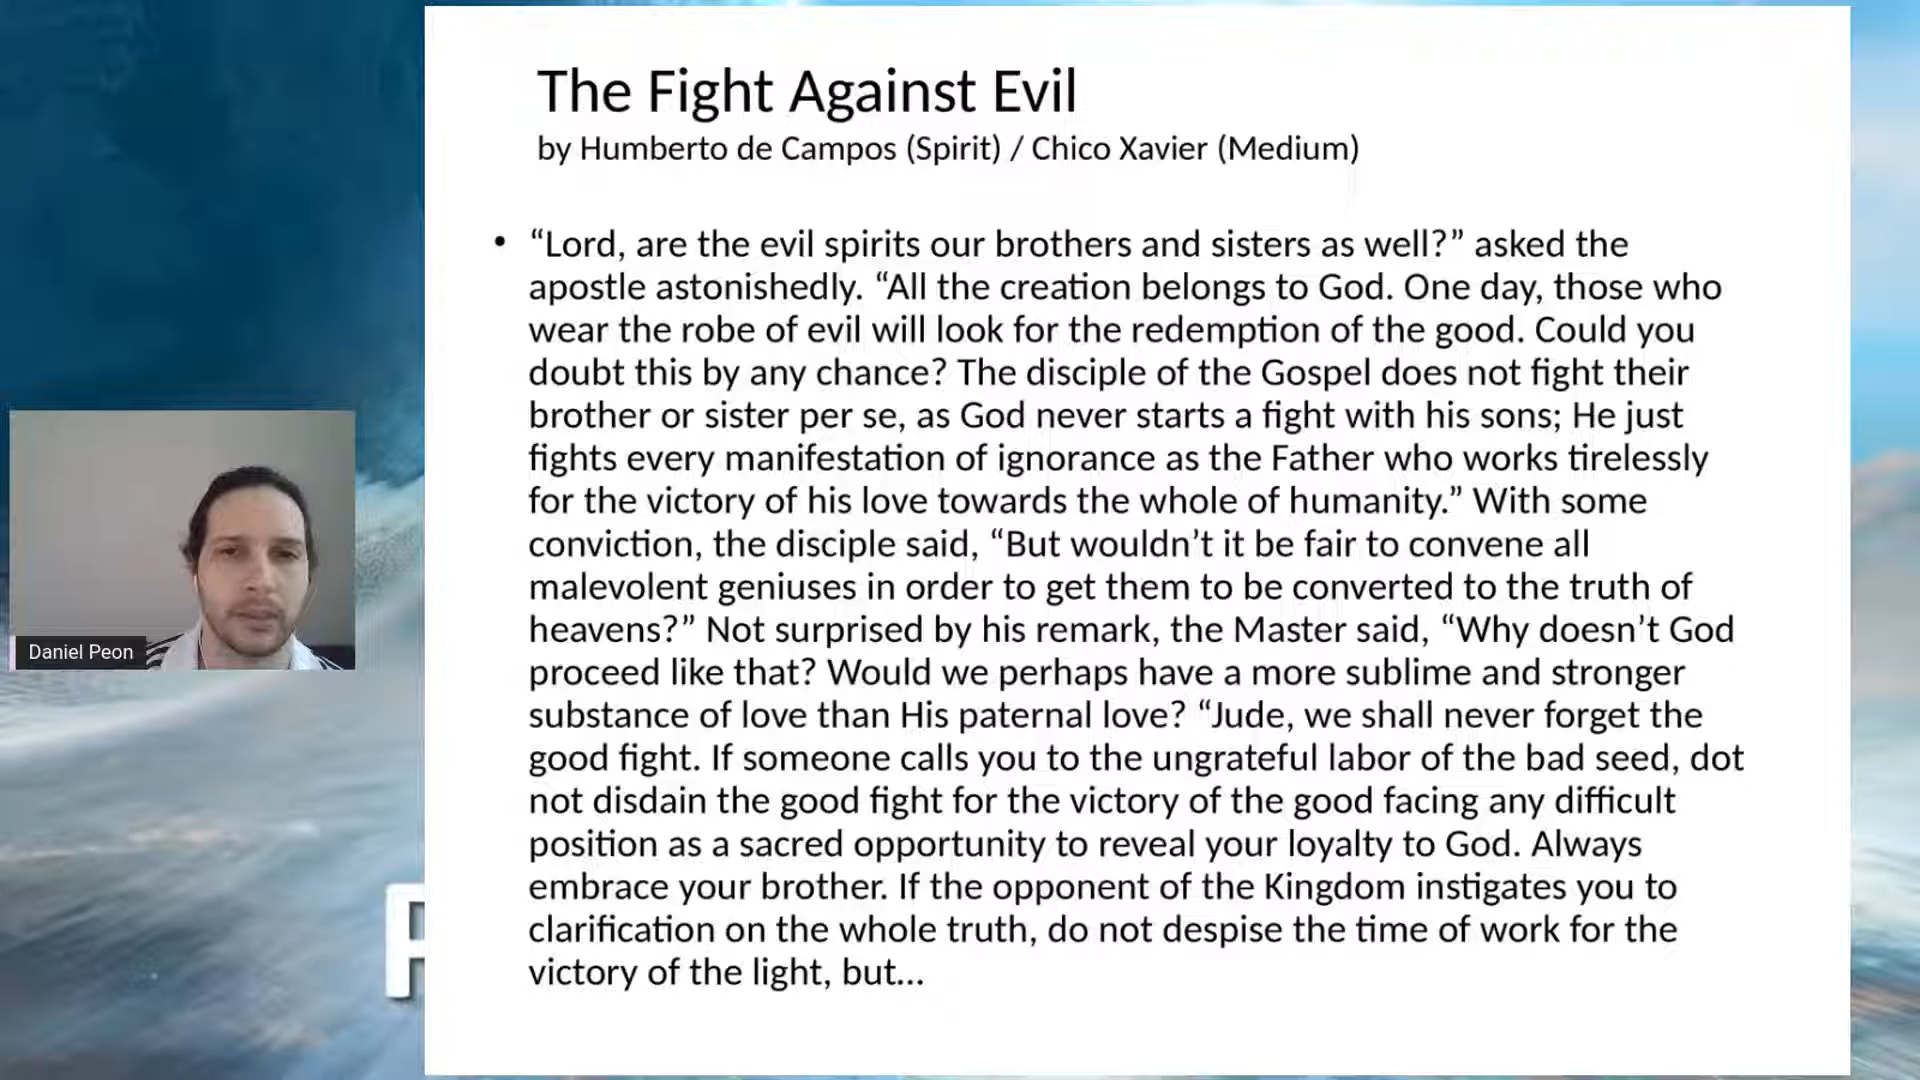 The Fight Against Evil
by Humberto de Campos (Spirit) / Chico Xavier (Medium)
• “Lord, are the evil spirits our brothers and sisters as well?” asked the
apostle astonishedly. “All the creation belongs to God. One day, those who
wear the robe of evil will look for the redemption of the good. Could you
doubt this by any chance? The disciple of the Gospel does not fight their
brother or sister per se, as God never starts a fight with his sons; He just
fights every manifestation of ignorance as the Father who works tirelessly
for the victory of his love towards the whole of humanity.” With some
conviction, the disciple said, “But wouldn’t it be fair to convene all
malevolent geniuses in order to get them to be converted to the truth of
heavens?” Not surprised by his remark, the Master said, “Why doesn’t God
proceed like that? Would we perhaps have a more sublime and stronger
substance of love than His paternal love? “Jude, we shall never forget the
good fight. If someone calls you to the ungrateful labor of the bad seed, dot
not disdain the good fight for the victory of the good facing any difficult
position as a sacred opportunity to reveal your loyalty to God. Always
embrace your brother. If the opponent of the Kingdom instigates you to
clarification on the whole truth, do not despise the time of work for the
victory of the light, but...
Daniel Peon